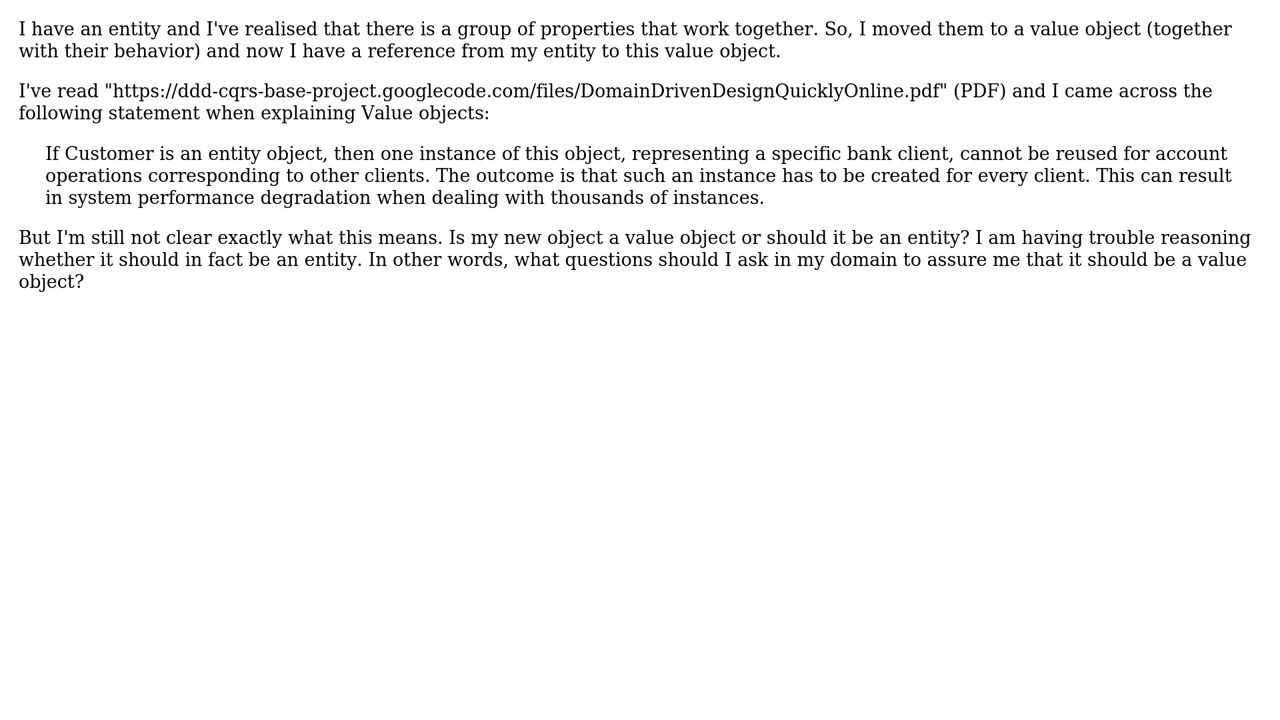 I have an entity and I've realised that there is a group of properties that work together. So, I moved them to a value object (together
with their behavior) and now I have a reference from my entity to this value object.
I've read "https://ddd-cqrs-base-project.googlecode.com/files/DomainDrivenDesignQuicklyOnline.pdf" (PDF) and I came across the
following statement when explaining Value objects:
If Customer is an entity object, then one instance of this object, representing a specific bank client, cannot be reused for account
operations corresponding to other clients. The outcome is that such an instance has to be created for every client. This can result
in system performance degradation when dealing with thousands of instances.
But I'm still not clear exactly what this means. Is my new object a value object or should it be an entity? I am having trouble reasoning
whether it should in fact be an entity. In other words, what questions should I ask in my domain to assure me that it should be a value
object?